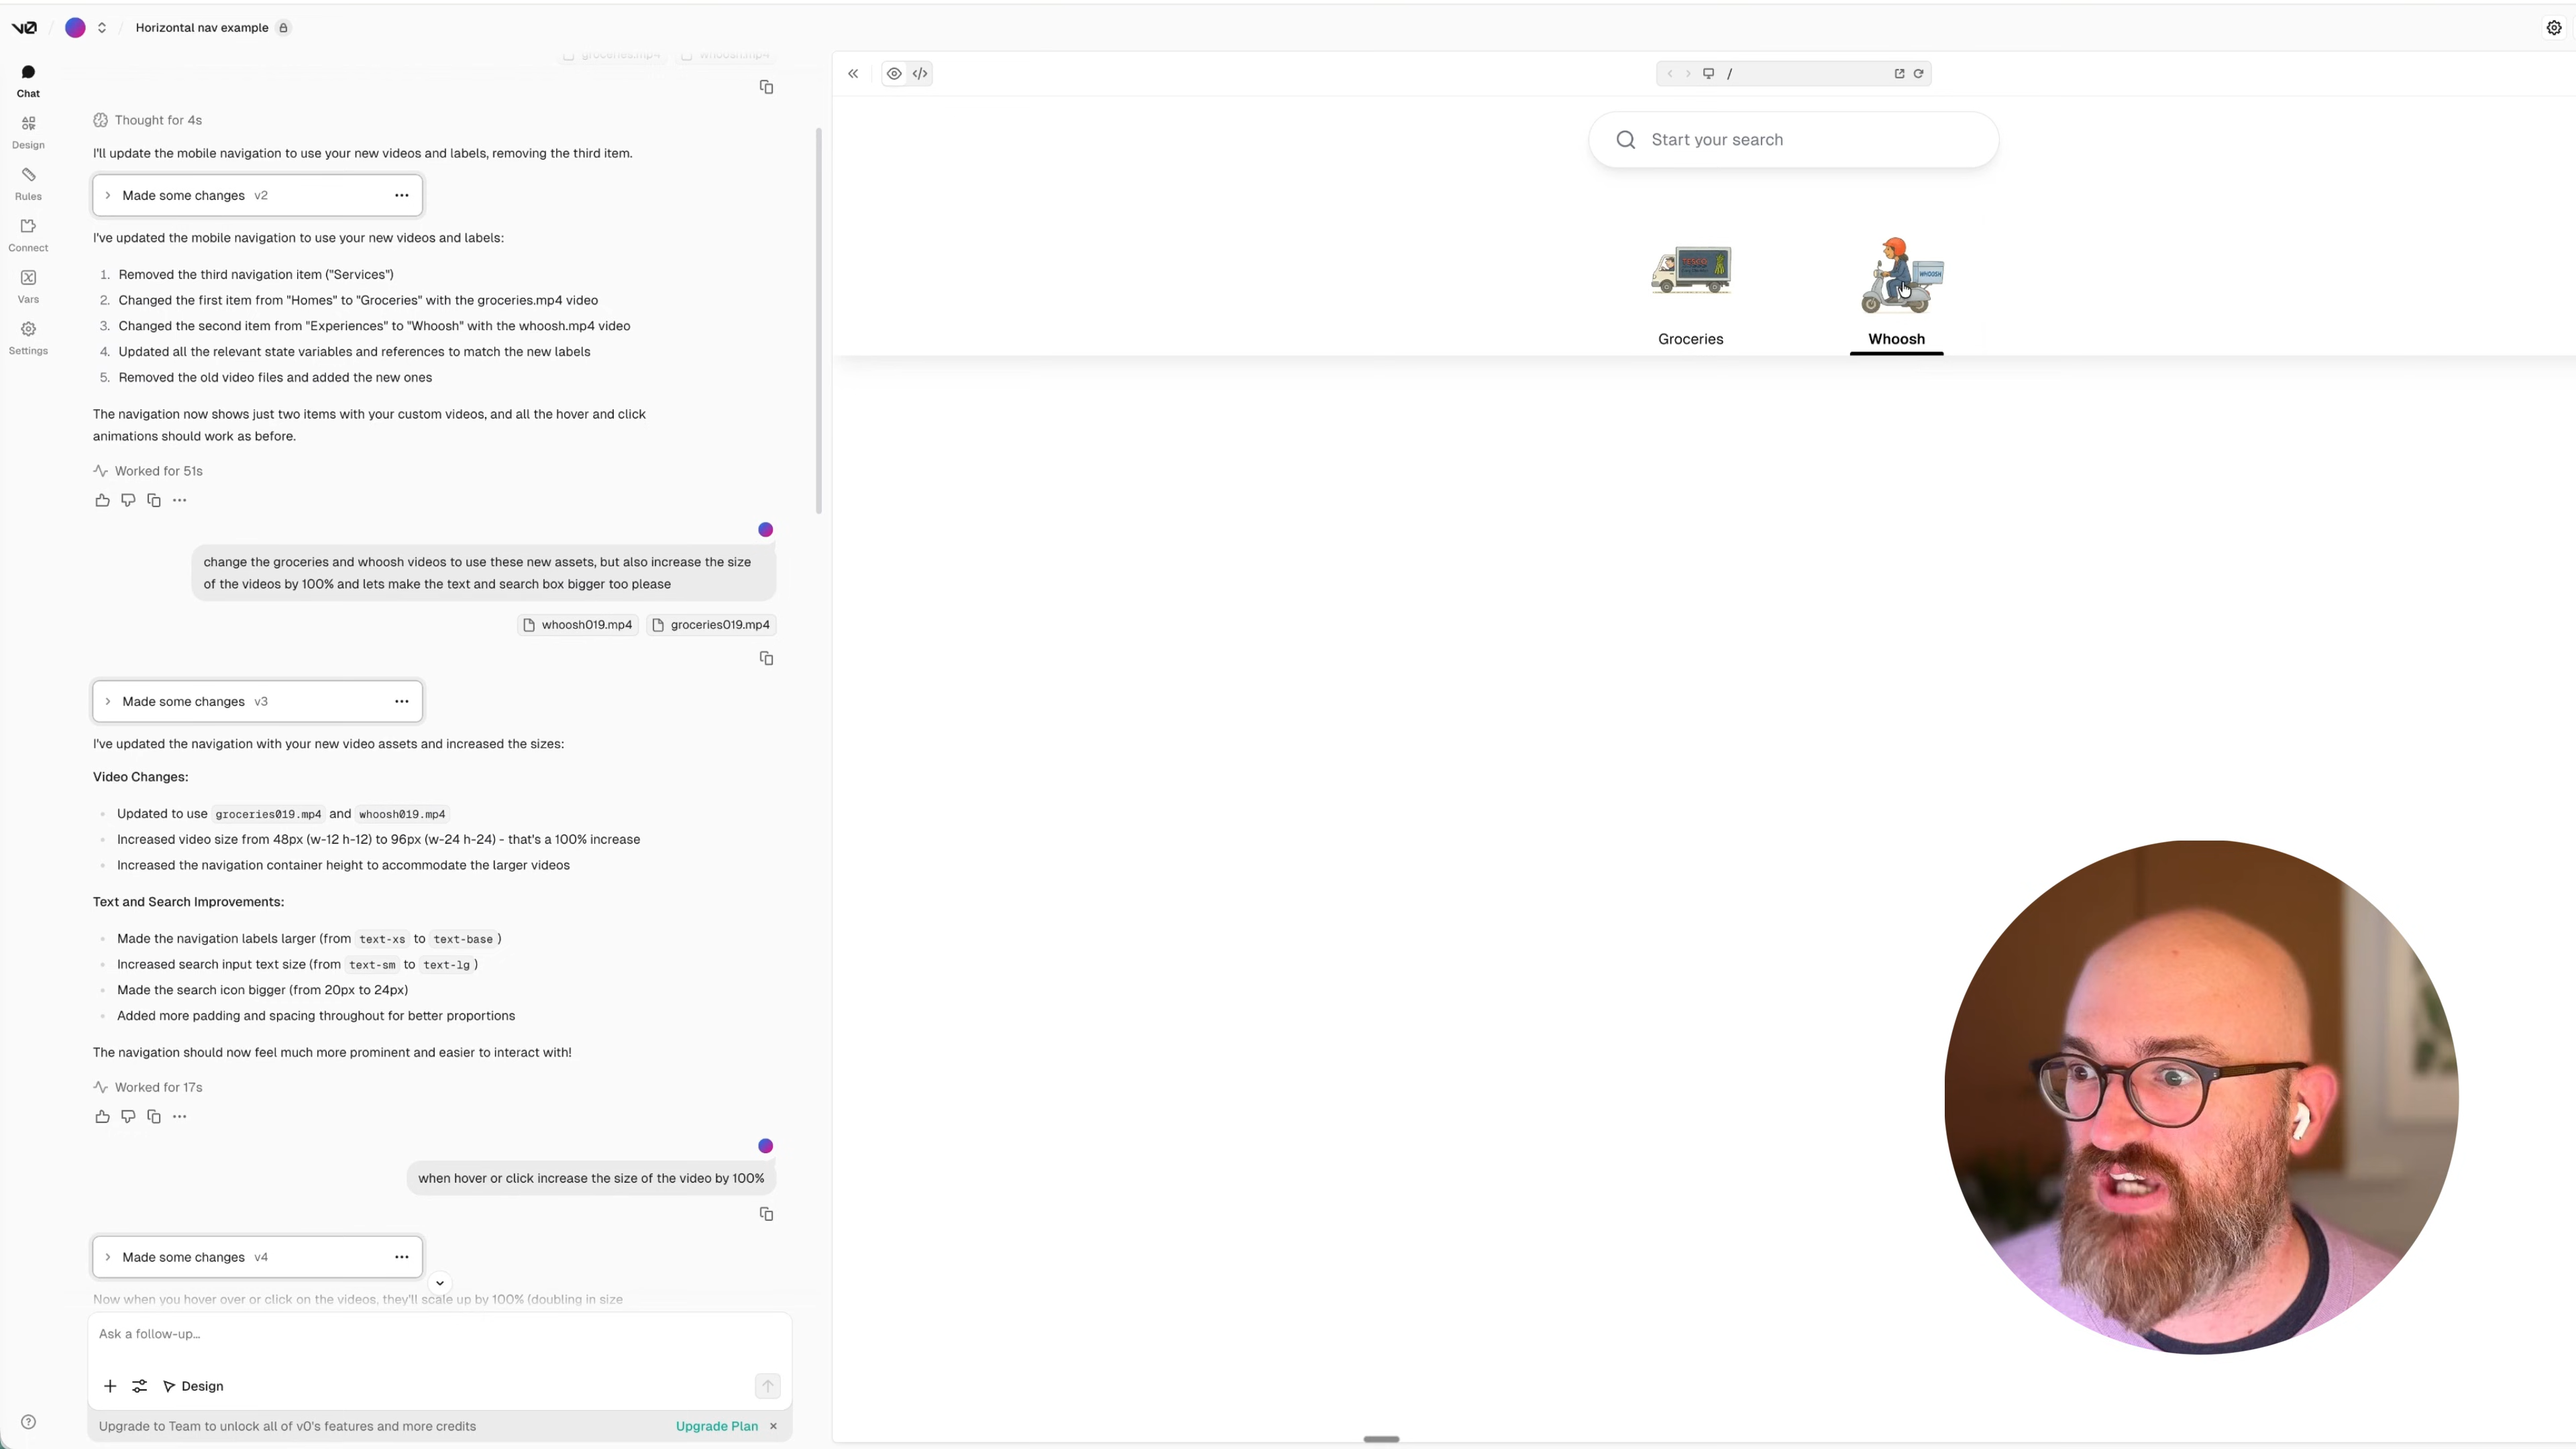 v0 / Horizontal nav example
groceries.mp4 whoosh.mp4
Chat
Design
Rules
Connect
Vars
Settings
Thought for 4s
I'll update the mobile navigation to use your new videos and labels, removing the third item.
Made some changes v2
I've updated the mobile navigation to use your new videos and labels:
1. Removed the third navigation item ("Services")
2. Changed the first item from "Homes" to "Groceries" with the groceries.mp4 video
3. Changed the second item from "Experiences" to "Whoosh" with the whoosh.mp4 video
4. Updated all the relevant state variables and references to match the new labels
5. Removed the old video files and added the new ones
The navigation now shows just two items with your custom videos, and all the hover and click
animations should work as before.
Worked for 51s
change the groceries and whoosh videos to use these new assets, but also increase the size
of the videos by 100% and lets make the text and search box bigger too please
whoosh019.mp4 groceries019.mp4
Made some changes v3
I've updated the navigation with your new video assets and increased the sizes:
Video Changes:
Updated to use groceries019.mp4 and whoosh019.mp4
Increased video size from 48px (w-12 h-12) to 96px (w-24 h-24) - that's a 100% increase
Increased the navigation container height to accommodate the larger videos
Text and Search Improvements:
Made the navigation labels larger (from text-xs to text-base )
Increased search input text size (from text-sm to text-lg )
Made the search icon bigger (from 20px to 24px)
Added more padding and spacing throughout for better proportions
The navigation should now feel much more prominent and easier to interact with!
Worked for 17s
when hover or click increase the size of the video by 100%
Made some changes v4
Now when you hover over or click on the videos, they'll scale up by 100% (doubling in size
Ask a follow-up...
Design
Upgrade to Team to unlock all of v0's features and more credits Upgrade Plan
/
Start your search
TESCO
WHOOSH
Groceries
Whoosh